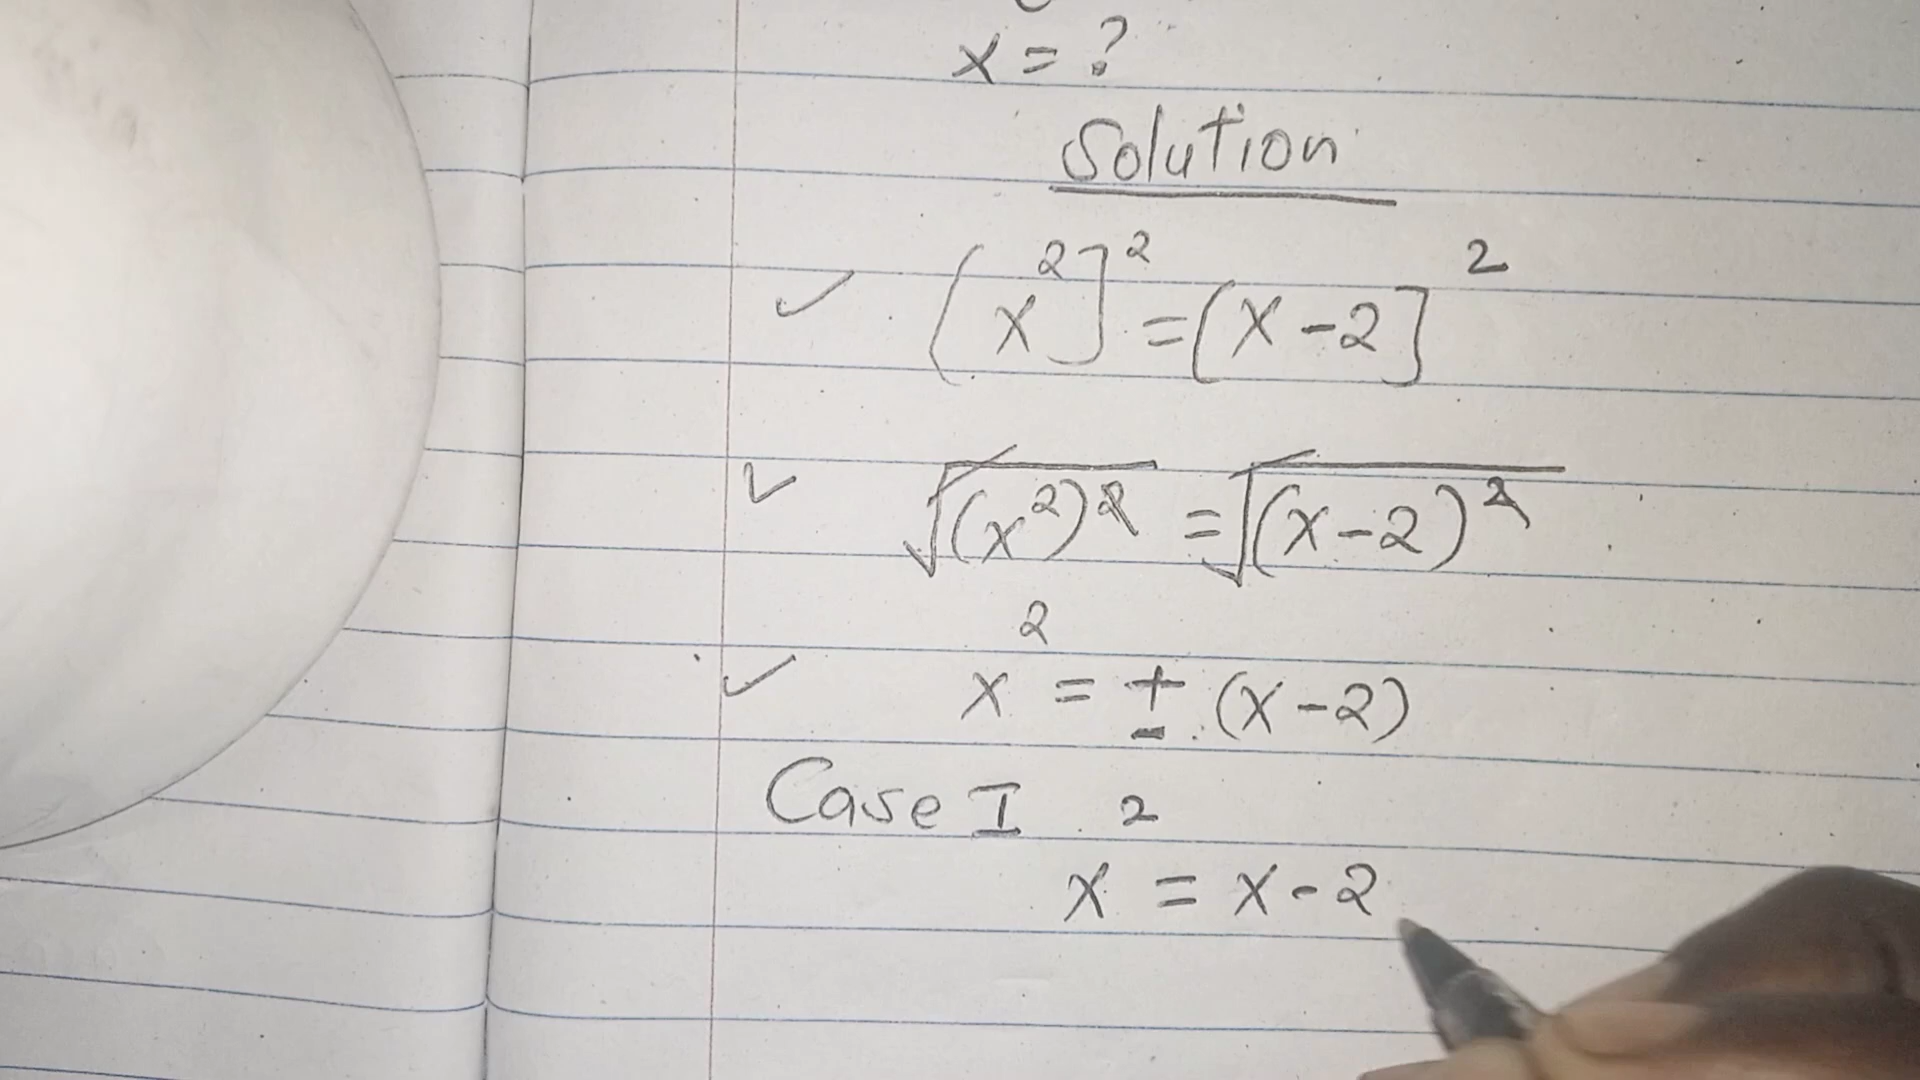 x = ?
Solution
[x²]² = [x-2]²
√(x²)² = √(x-2)²
x² = ± (x-2)
Case I
x² = x-2